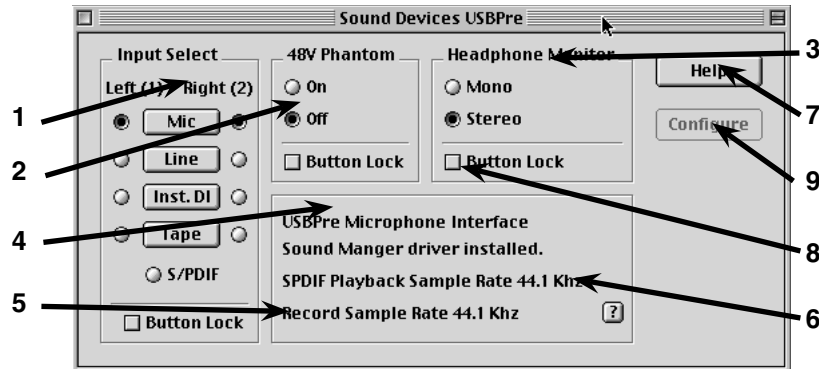 Sound Devices USBPre
Input Select
Left (1) Right (2)
Mic
Line
Inst. DI
Tape
S/PDIF
Button Lock
48V Phantom
On
Off
Button Lock
Headphone Monitor
Mono
Stereo
Button Lock
Help
Configure
USBPre Microphone Interface
Sound Manger driver installed.
SPDIF Playback Sample Rate 44.1 Khz
Record Sample Rate 44.1 Khz
?
1
2
4
5
3
7
9
8
6